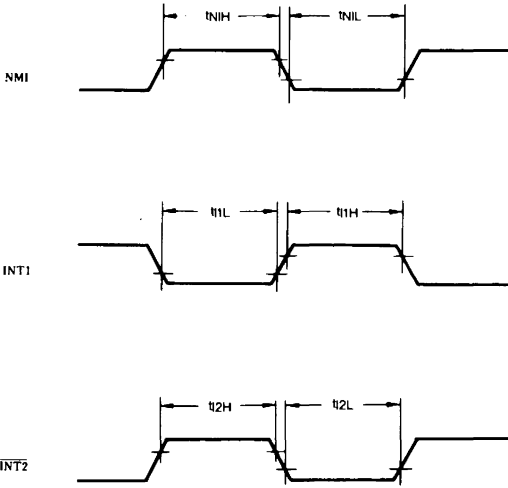 tNIH tNIL
NMI
tI1L tI1H
INT1
tI2H tI2L
INT2